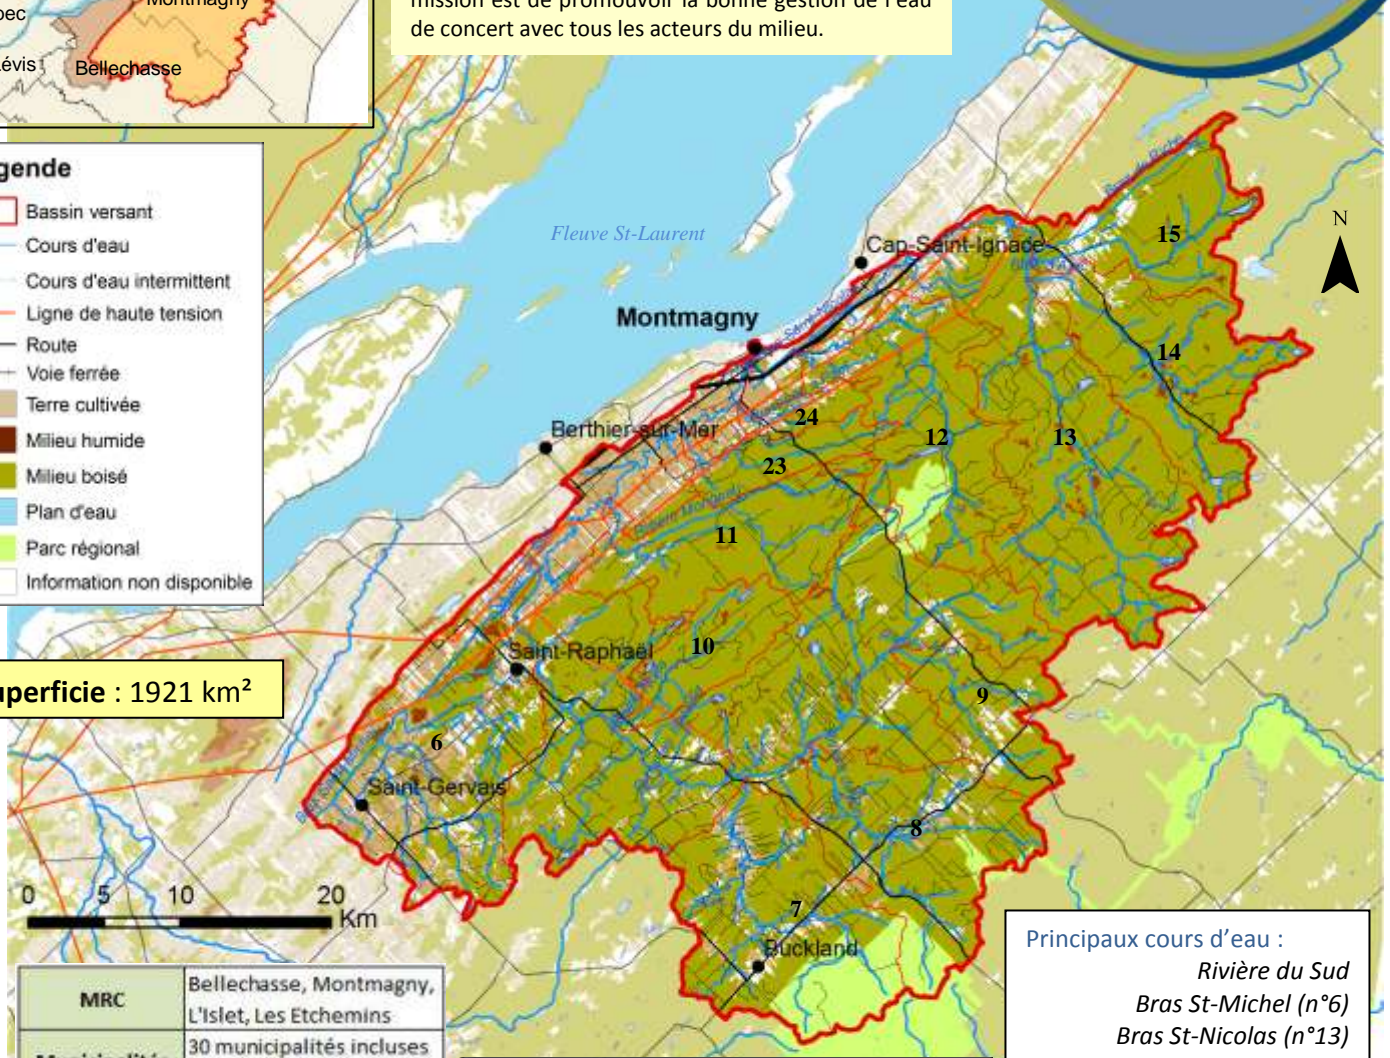 Montmagny
Bellechasse
mission est de promouvoir la bonne gestion de l'eau
de concert avec tous les acteurs du milieu.
Bassin versant
Cours d'eau
Cours d'eau intermittent
Ligne de haute tension
Route
Voie ferrée
Terre cultivée
Milieu humide
Milieu boisé
Plan d'eau
Parc régional
Information non disponible
Fleuve St-Laurent
Cap-Saint-Ignace
Montmagny
Berthier-sur-Mer
N
15
14
24
12
13
23
11
10
Saint-Raphaël
9
6
Saint-Gervais
8
7
Buckland
: 1921 km²
0 5 10 20
Km
MRC
Bellechasse, Montmagny,
L'Islet, Les Etchemins
30 municipalités incluses
Principaux cours d'eau :
Rivière du Sud
Bras St-Michel (n°6)
Bras St-Nicolas (n°13)